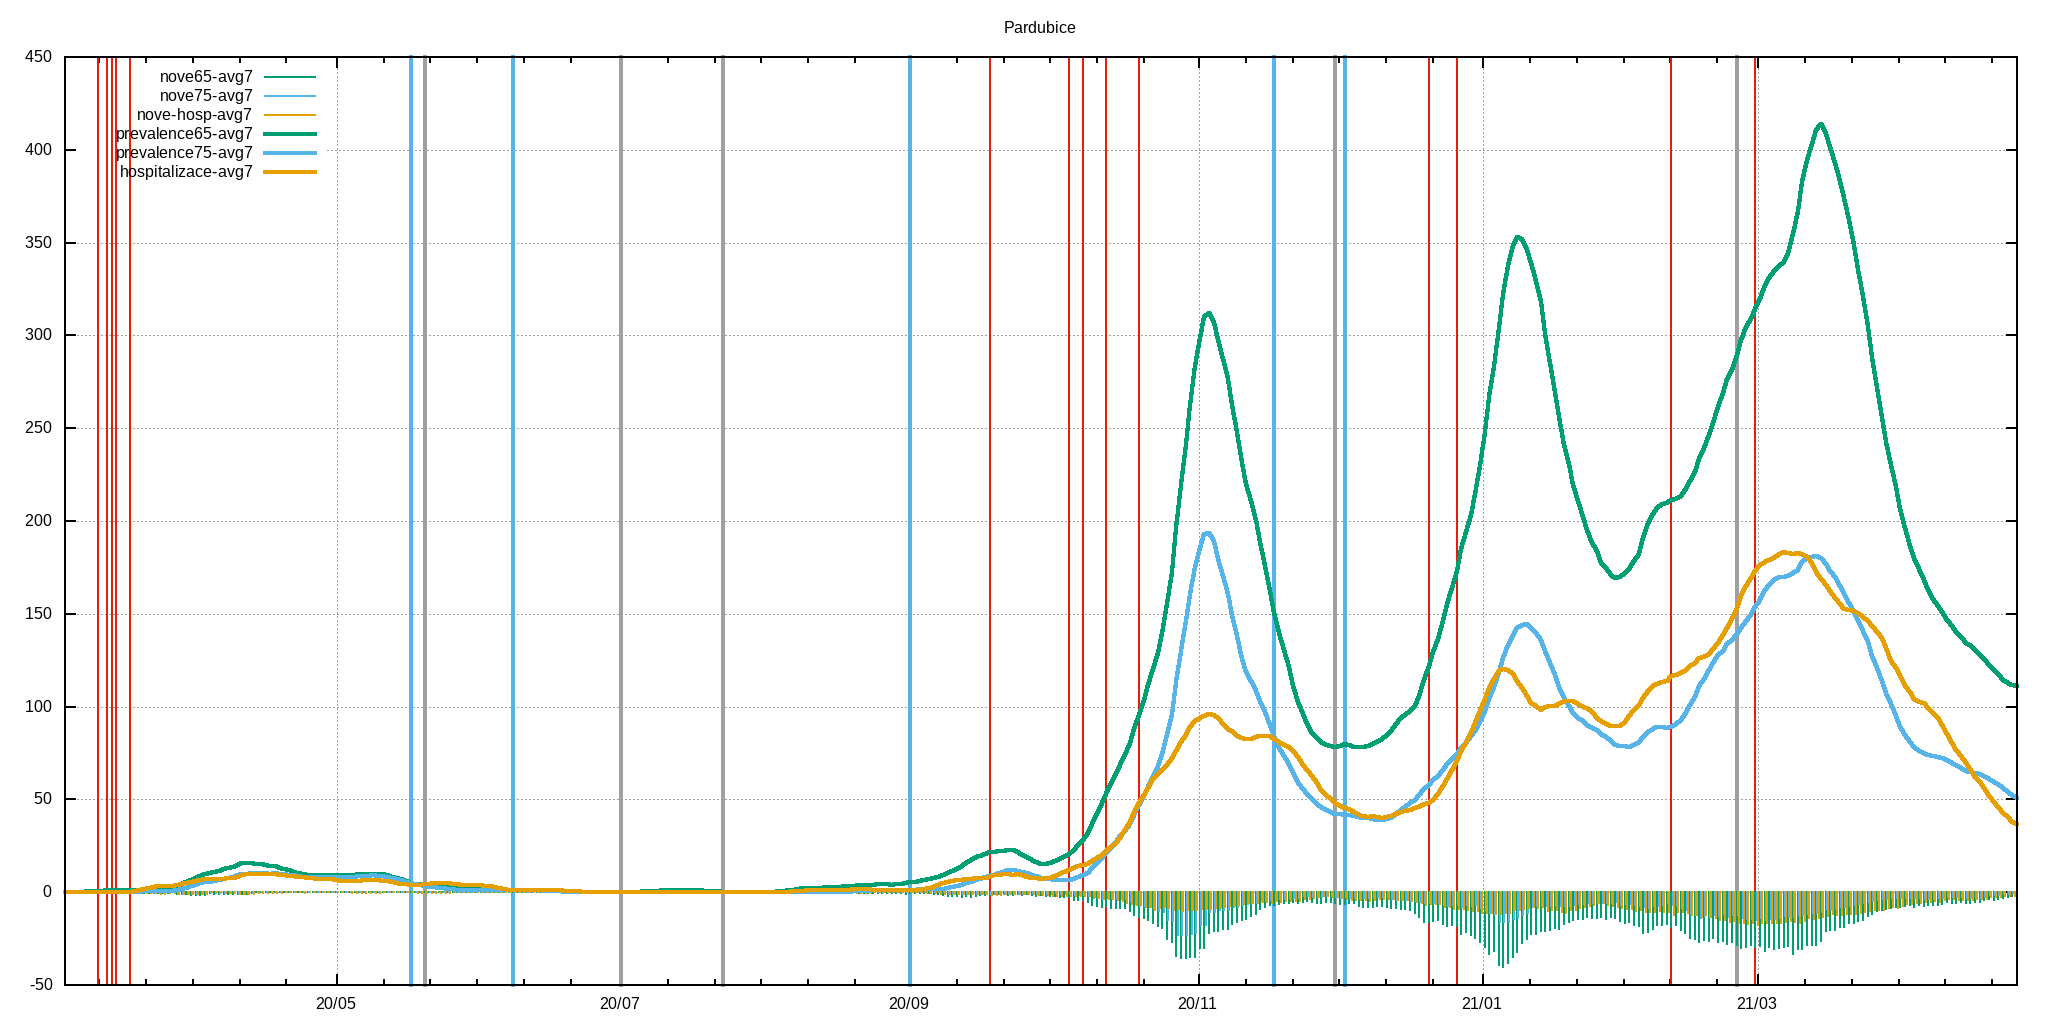 Pardubice
450
400
350
300
250
200
150
100
50
0
-50
nove65-avg7
nove75-avg7
nove-hosp-avg7
prevalence65-avg7
prevalence75-avg7
hospitalizace-avg7
20/05 20/07 20/09 20/11 21/01 21/03